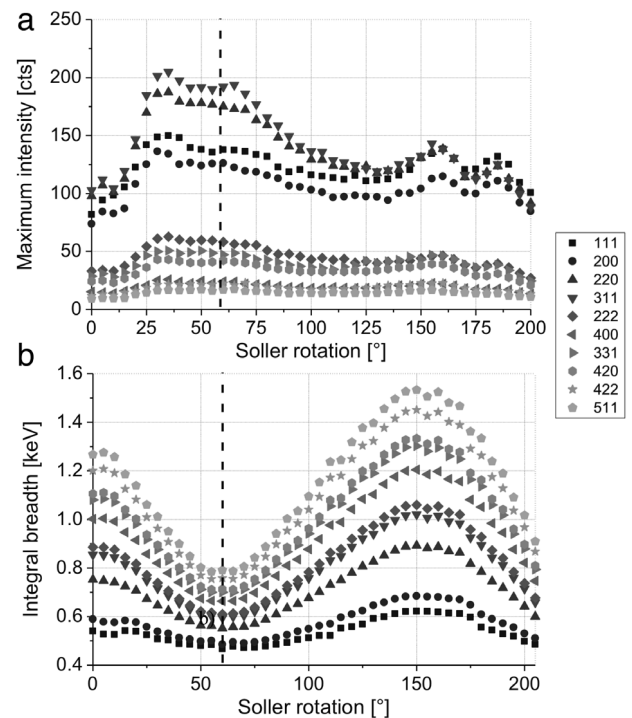 a
250
200
150
100
50
0
Maximum intensity [cts]
0 25 50 75 100 125 150 175 200
Soller rotation [°]
111
200
220
311
222
400
331
420
422
511
b
1.6
1.4
1.2
1.0
0.8
0.6
0.4
Integral breadth [keV]
0 50 100 150 200
Soller rotation [°]